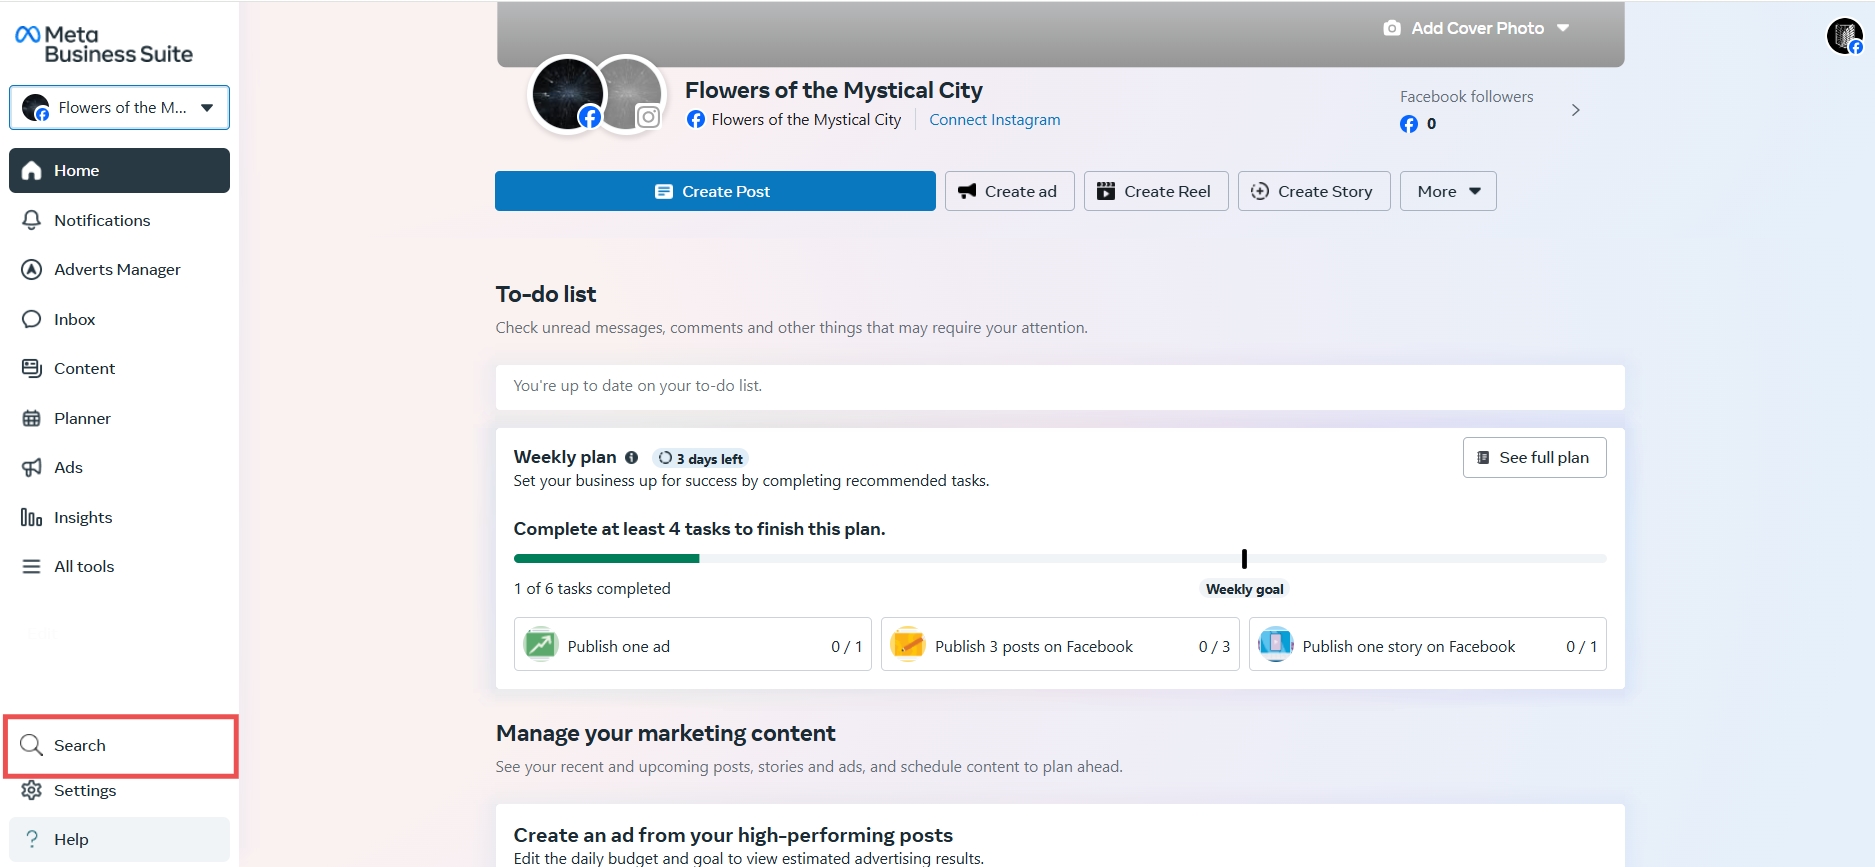 Meta
Business Suite
Flowers of the M...
Home
Notifications
Adverts Manager
Inbox
Content
Planner
Ads
Insights
All tools
Search
Settings
? Help
Add Cover Photo
Flowers of the Mystical City
Flowers of the Mystical City Connect Instagram
Facebook followers
0
Create Post Create ad Create Reel Create Story More
To-do list
Check unread messages, comments and other things that may require your attention.
You're up to date on your to-do list.
Weekly plan 3 days left See full plan
Set your business up for success by completing recommended tasks.
Complete at least 4 tasks to finish this plan.
1 of 6 tasks completed Weekly goal
Publish one ad 0 / 1 Publish 3 posts on Facebook 0 / 3 Publish one story on Facebook 0 / 1
Manage your marketing content
See your recent and upcoming posts, stories and ads, and schedule content to plan ahead.
Create an ad from your high-performing posts
Edit the daily budget and goal to view estimated advertising results.